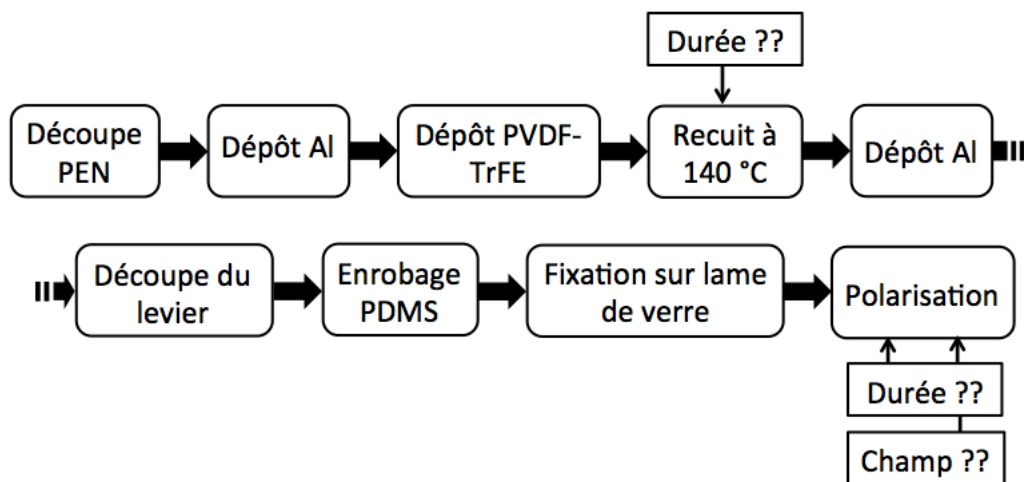 Durée ??
Découpe
PEN
Dépôt Al
Dépôt PVDF-
TrFE
Recuit à
140 °C
Dépôt Al
Découpe du
levier
Enrobage
PDMS
Fixation sur lame
de verre
Polarisation
Durée ??
Champ ??